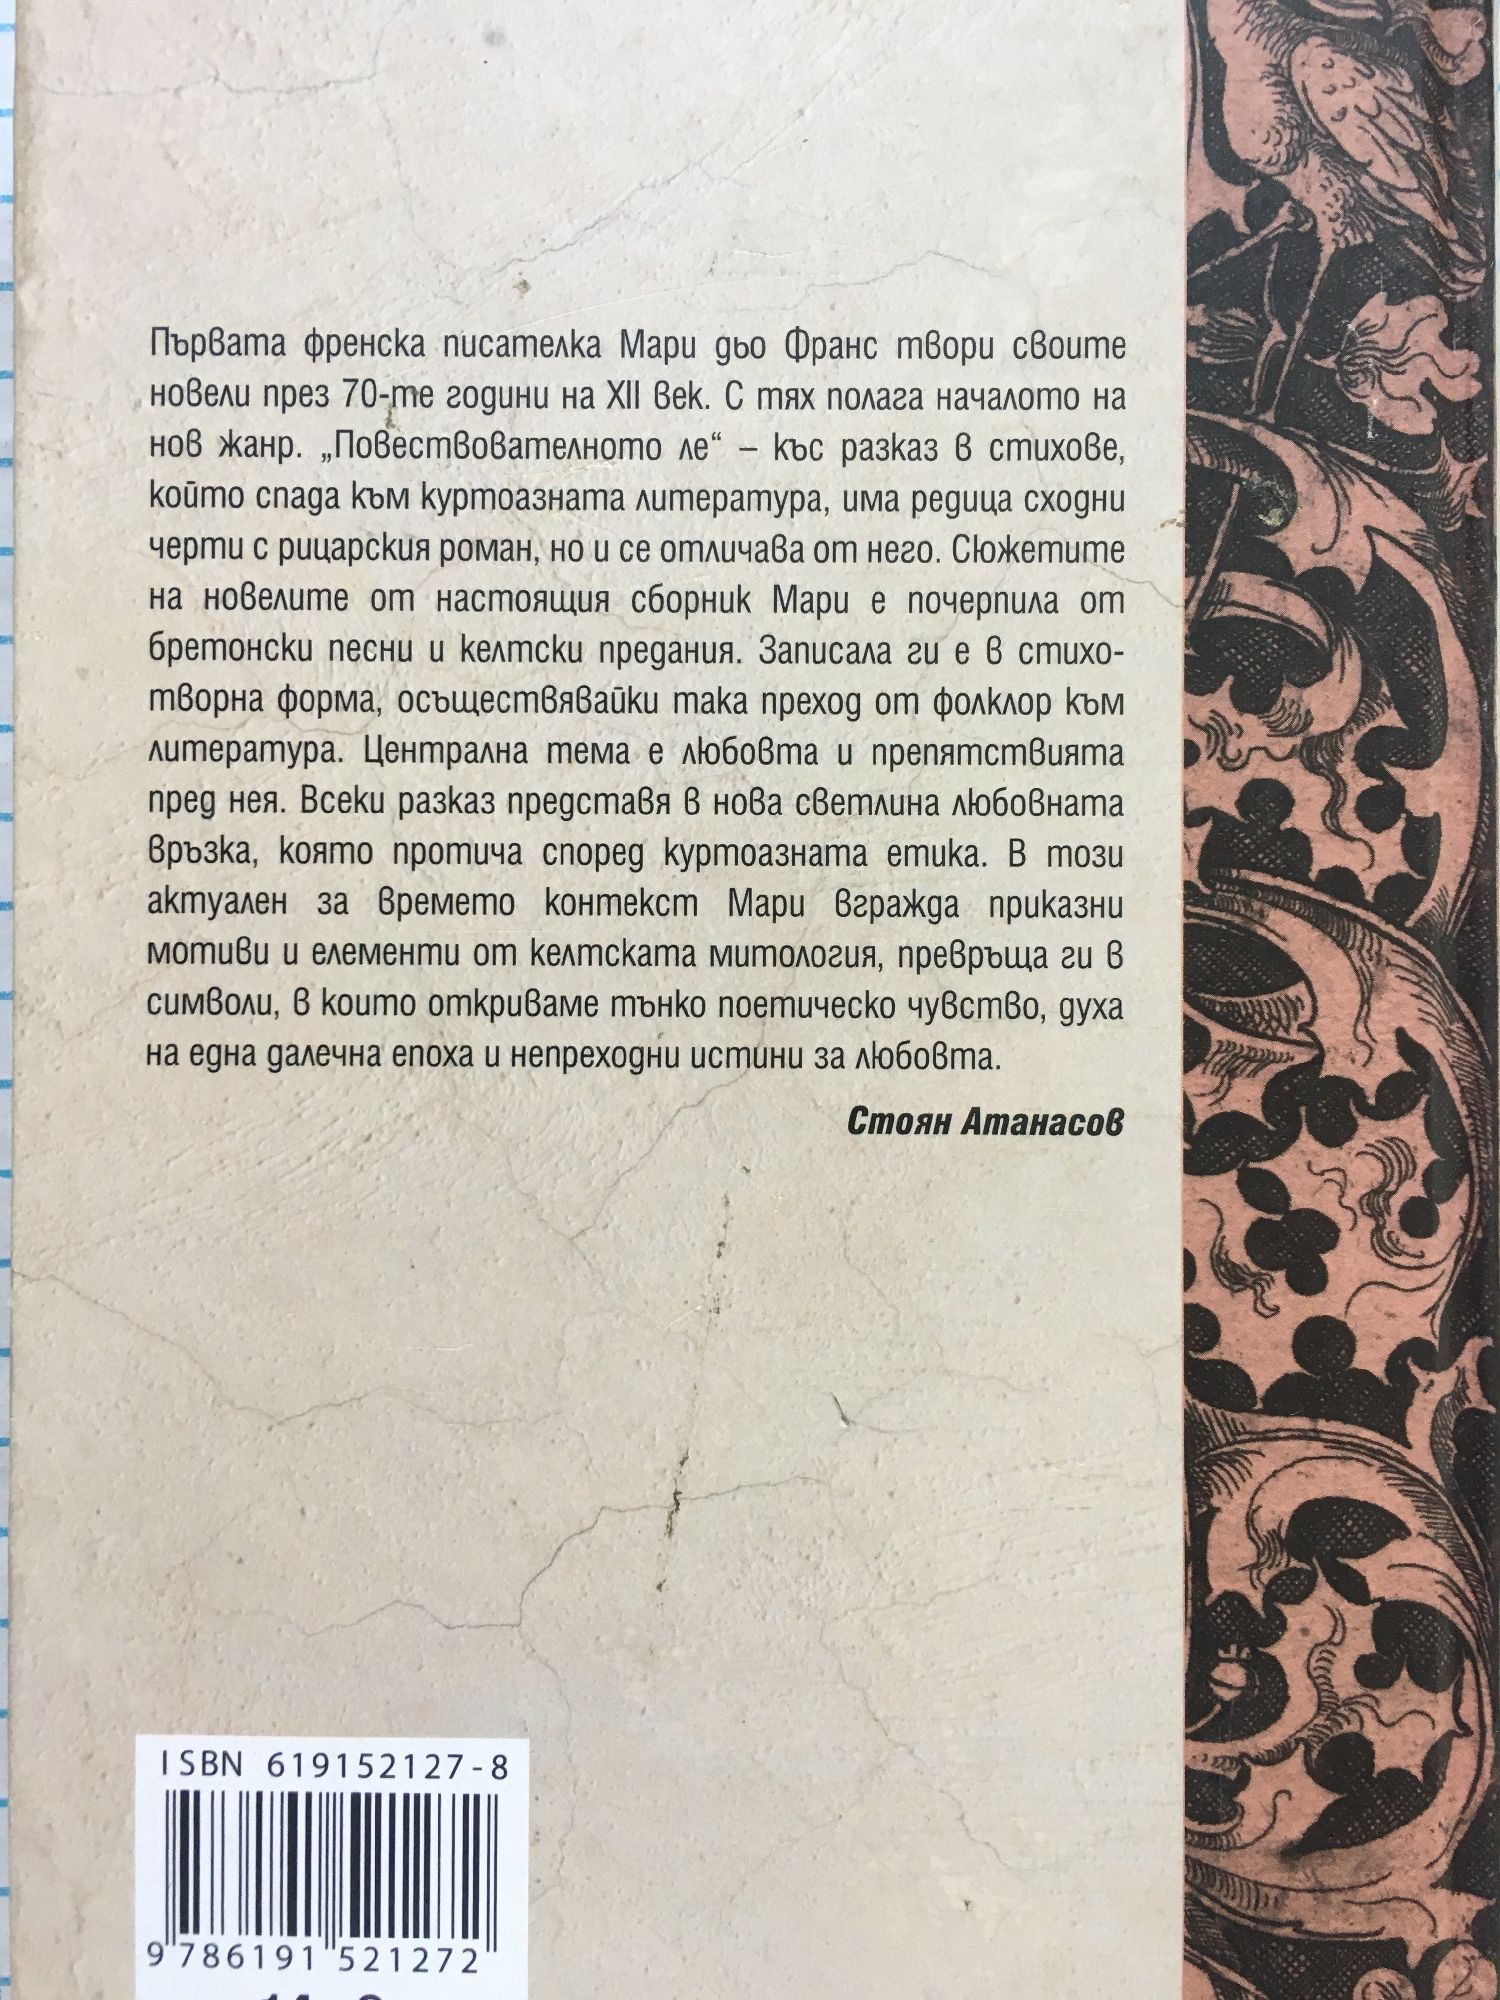 Първата френска писателка Мари дьо Франс твори своите
новели през 70-те години на XII век. С тях полага началото на
нов жанр. „Повествователното ле“ – къс разказ в стихове,
който спада към куртоазната литература, има редица сходни
черти с рицарския роман, но и се отличава от него. Сюжетите
на новелите от настоящия сборник Мари е почерпила от
бретонски песни и келтски предания. Записала ги е в стихо-
творна форма, осъществявайки така преход от фолклор към
литература. Централна тема е любовта и препятствията
пред нея. Всеки разказ представя в нова светлина любовната
връзка, която протича според куртоазната етика. В този
актуален за времето контекст Мари вгражда приказни
мотиви и елементи от келтската митология, превръща ги в
символи, в които откриваме тънко поетическо чувство, духа
на една далечна епоха и непреходни истини за любовта.
Стоян Атанасов
ISBN 619152127-8
9 786191 521272